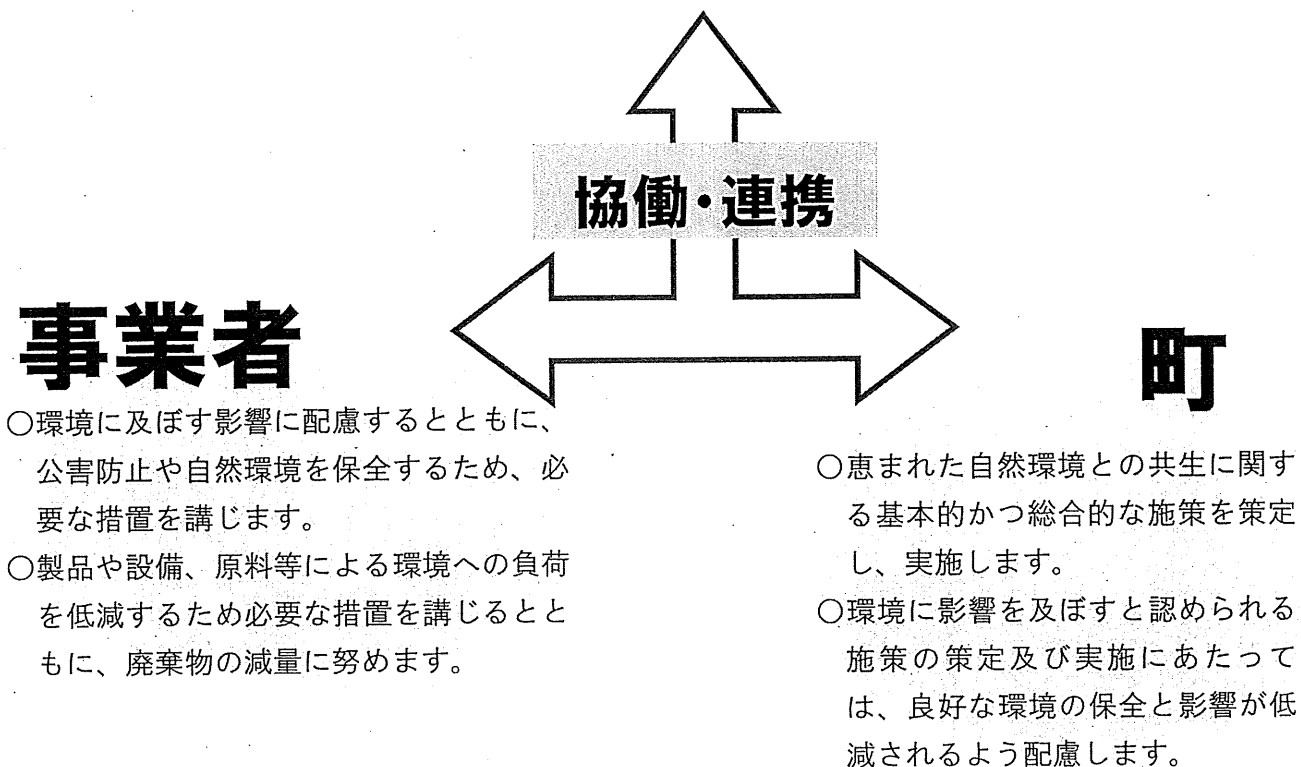 協働・連携
事業者
○環境に及ぼす影響に配慮するとともに、
公害防止や自然環境を保全するため、必
要な措置を講じます。
○製品や設備、原料等による環境への負荷
を低減するため必要な措置を講じるとと
もに、廃棄物の減量に努めます。
町
○恵まれた自然環境との共生に関す
る基本的かつ総合的な施策を策定
し、実施します。
○環境に影響を及ぼすと認められる
施策の策定及び実施にあたって
は、良好な環境の保全と影響が低
減されるよう配慮します。